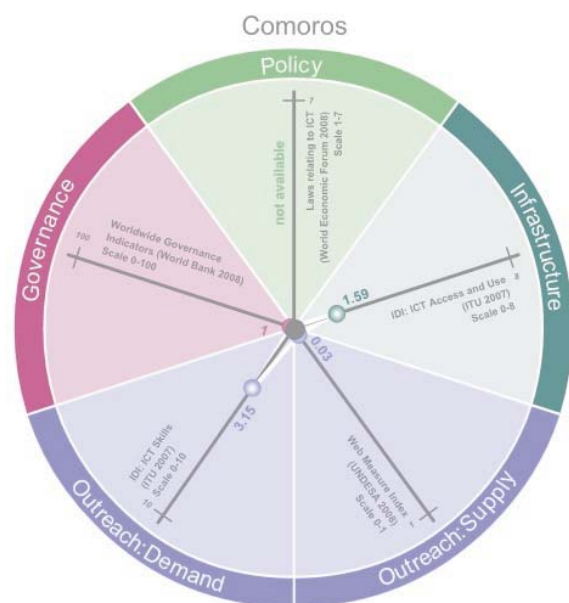 Comoros
Policy
7
Laws relating to ICT
(World Economic Forum 2008)
Scale 1-7
not available
Infrastructure
8
1.59
IDI: ICT Access and Use
(ITU 2007)
Scale 0-8
Governance
100
Worldwide Governance
Indicators (World Bank 2008)
Scale 0-100
1
0.03
Web Measure Index
(UNDESA 2008)
Scale 0-1
1
Outreach:Supply
3.15
IDI: ICT Skills
(ITU 2007)
Scale 0-10
10
Outreach:Demand